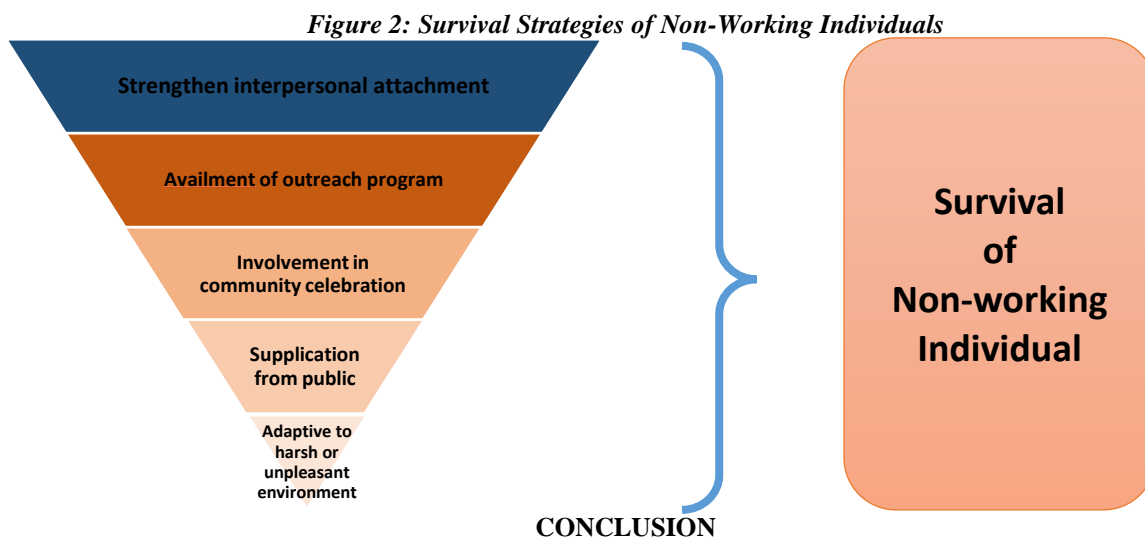 Figure 2: Survival Strategies of Non-Working Individuals
Strengthen interpersonal attachment
Availment of outreach program
Involvement in
community celebration
Supplication
from public
Adaptive to
harsh or
unpleasant
environment
Survival
of
Non-working
Individual
CONCLUSION